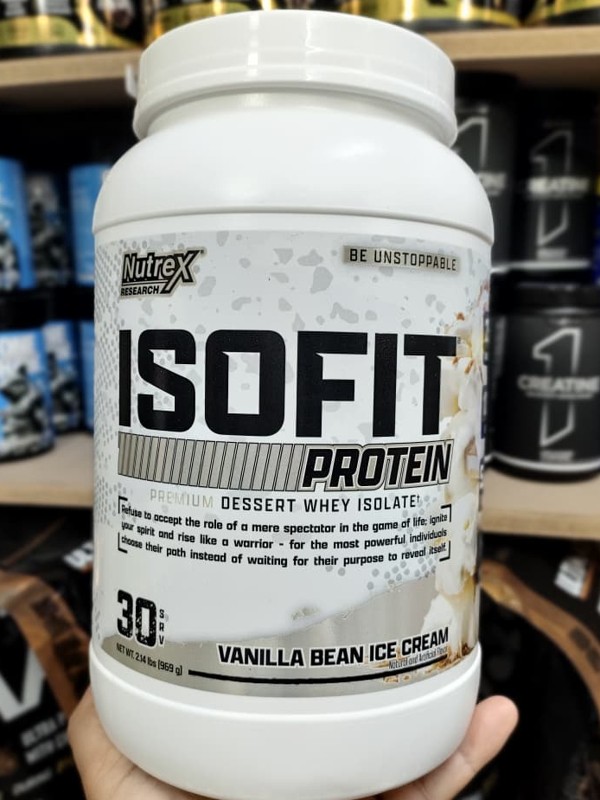 Nutrex
RESEARCH
BE UNSTOPPABLE
ISOFIT
PROTEIN
PREMIUM DESSERT WHEY ISOLATE!
Refuse to accept the role of a mere spectator in the game of life; ignite
your spirit and rise like a warrior - for the most powerful individuals
choose their path instead of waiting for their purpose to reveal itself.
30 SRV
NET WT. 2.14 lbs (969 g)
VANILLA BEAN ICE CREAM
Natural and Artificial Flavor
CREATINE
1
CREATINE